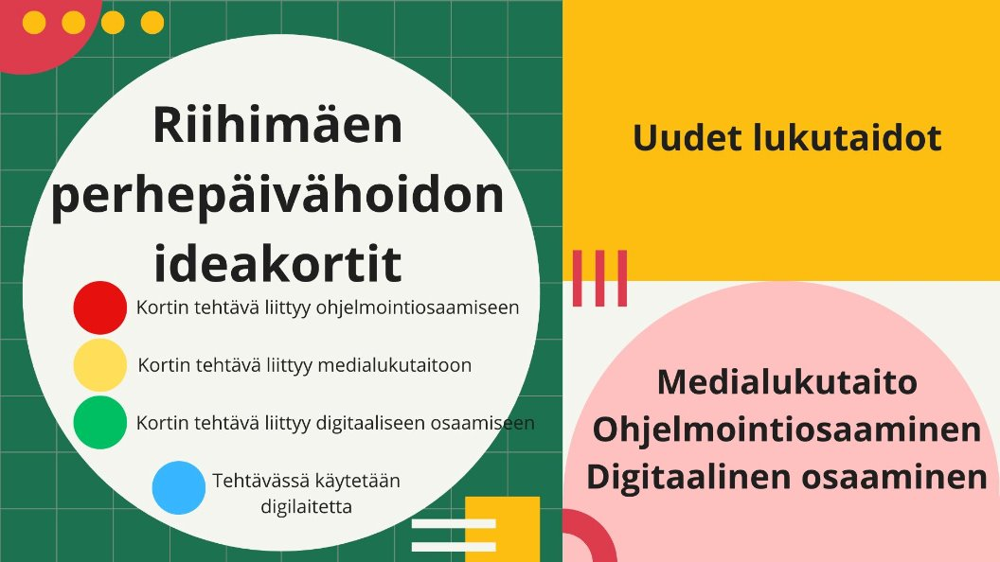 Riihimäen
perhepäivähoidon
ideakortit
Kortin tehtävä liittyy ohjelmointiosaamiseen
Kortin tehtävä liittyy medialukutaitoon
Kortin tehtävä liittyy digitaaliseen osaamiseen
Tehtävässä käytetään
digilaitetta
Uudet lukutaidot
Medialukutaito
Ohjelmointiosaaminen
Digitaalinen osaaminen